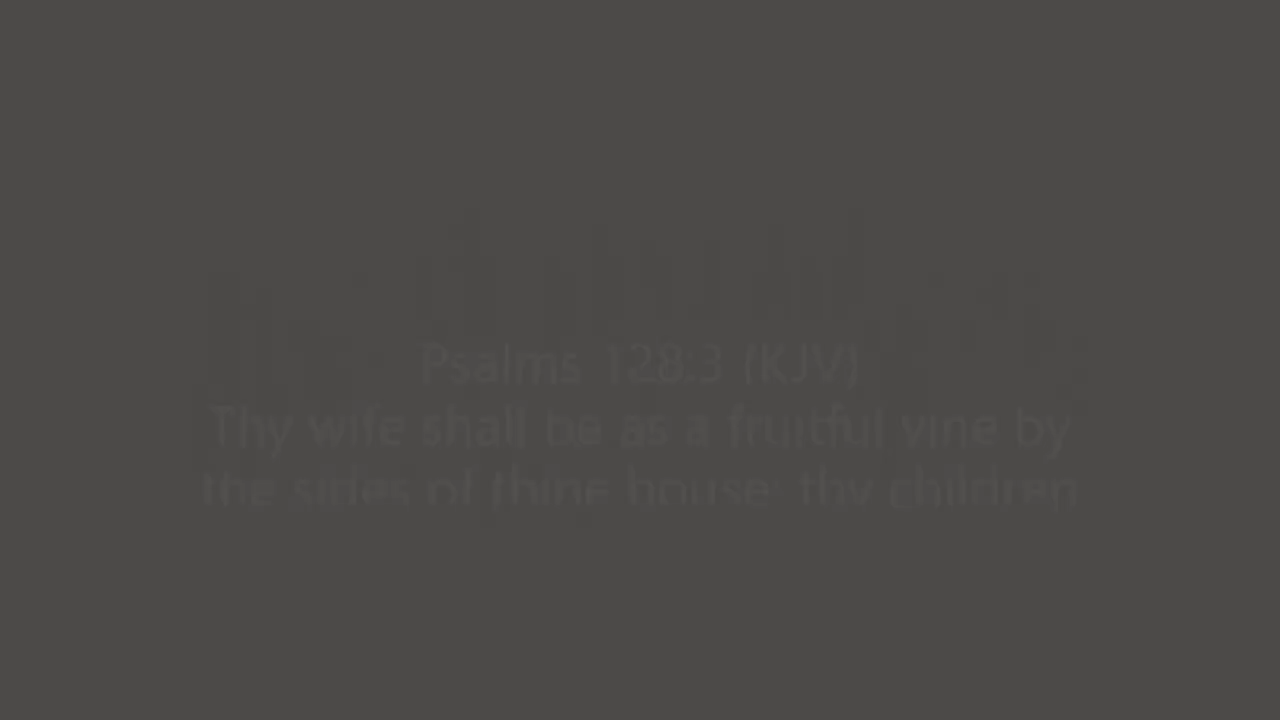 Psalms 128:3 (KJV)
Thy wife shall be as a fruitful vine by
the sides of thine house: thy children